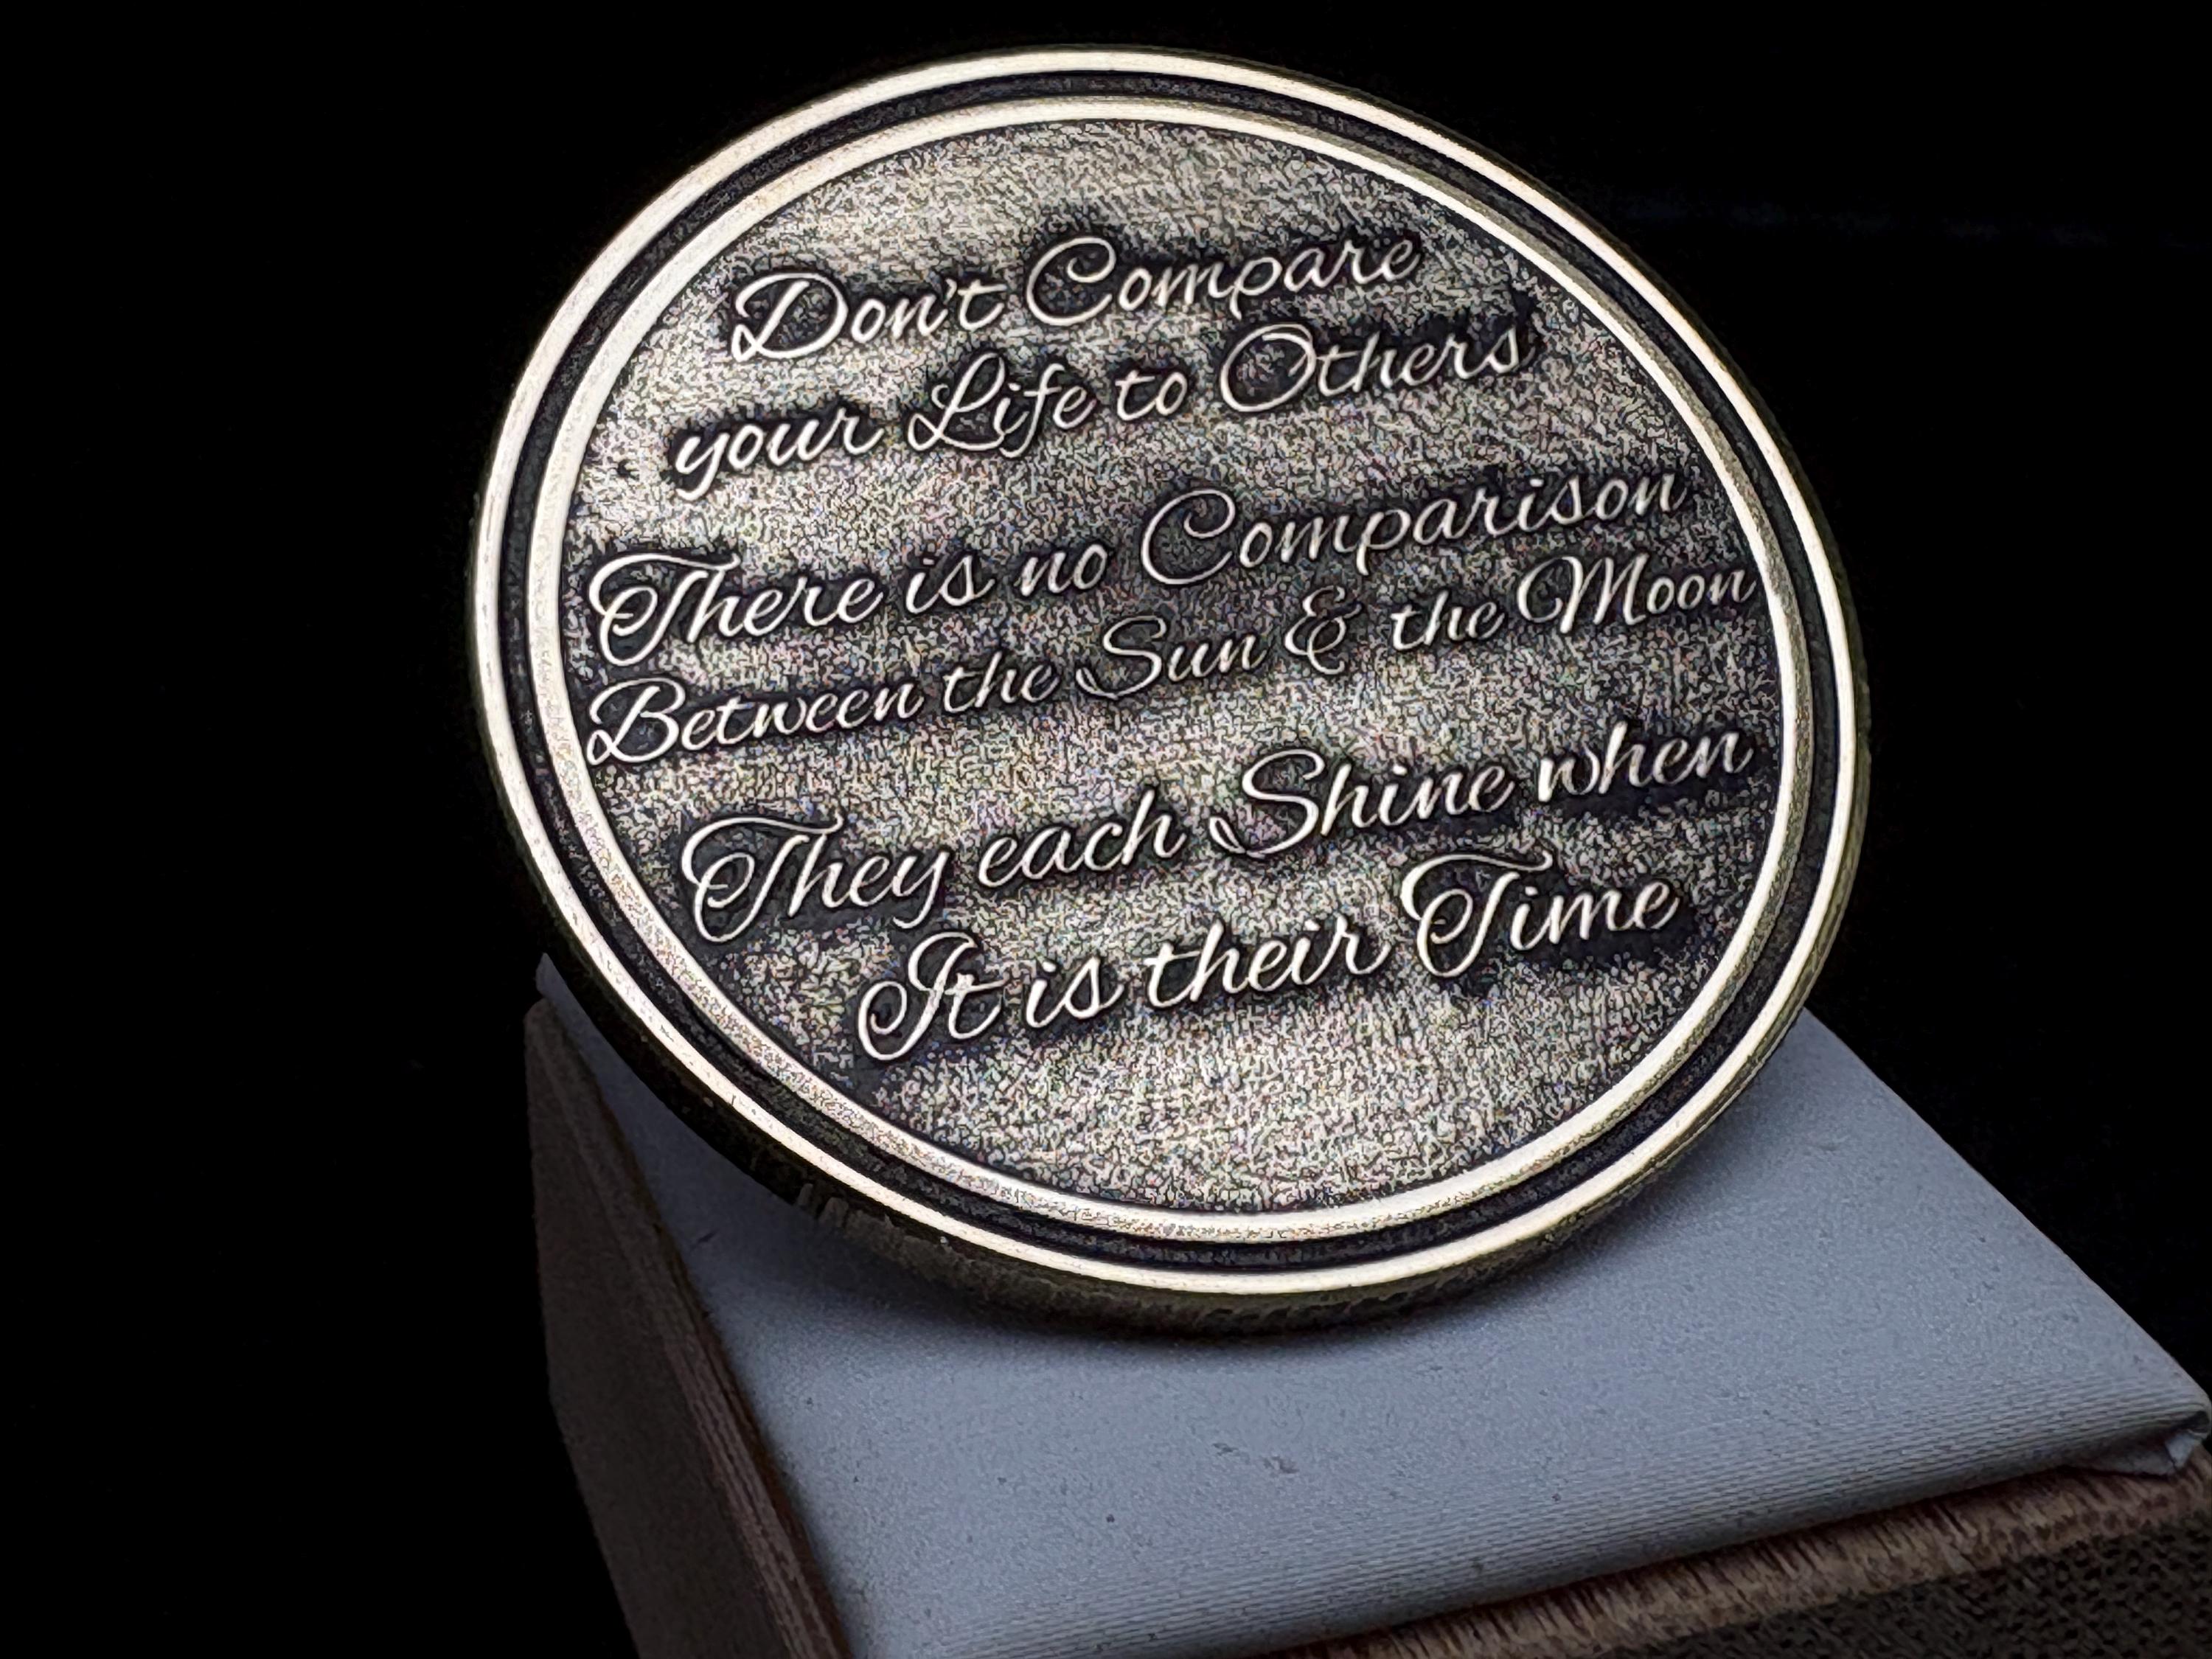 Don't Compare
your Life to Others
There is no Comparison
Between the Sun & the Moon
They each Shine when
It is their Time